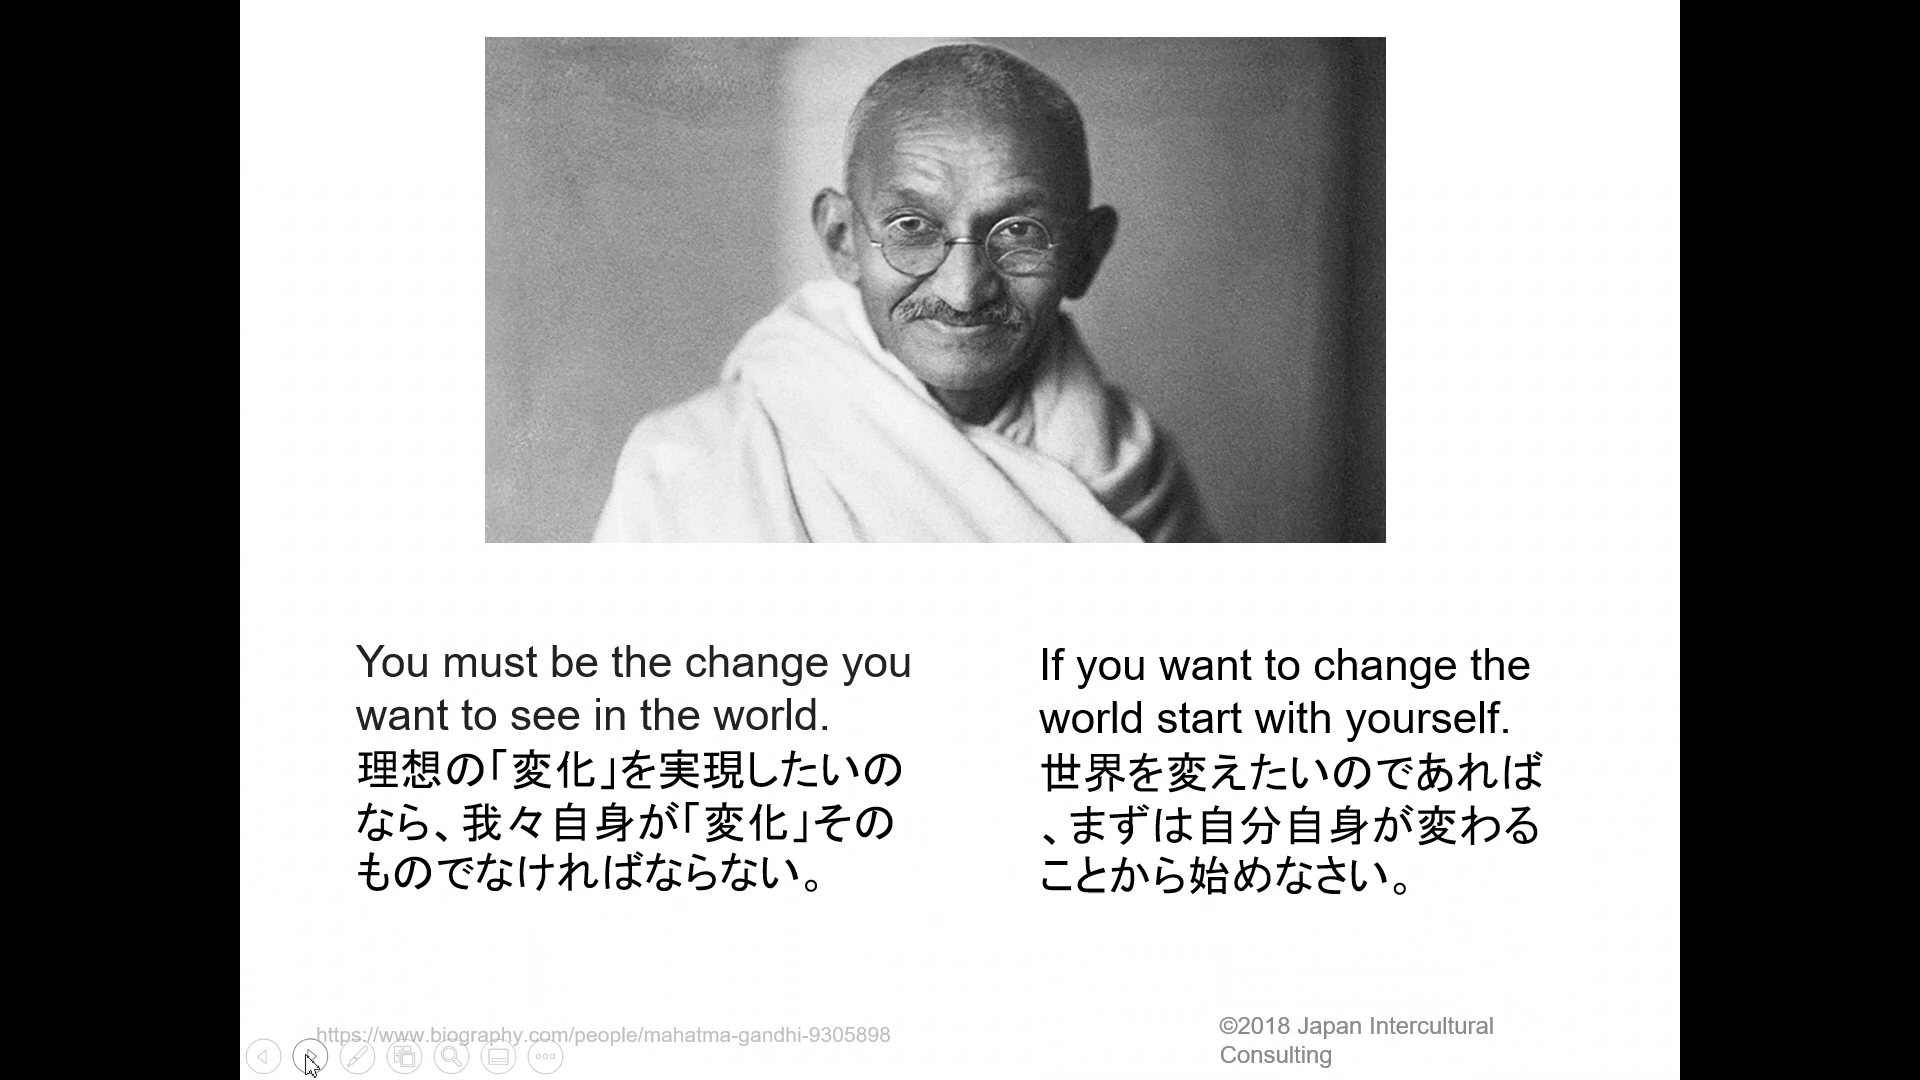 You must be the change you
want to see in the world.
理想の「変化」を実現したいの
なら、我々自身が「変化」その
ものでなければならない。
If you want to change the
world start with yourself.
世界を変えたいのであれば
、まずは自分自身が変わる
ことから始めなさい。
https://www.biography.com/people/mahatma-gandhi-9305898
©2018 Japan Intercultural
Consulting